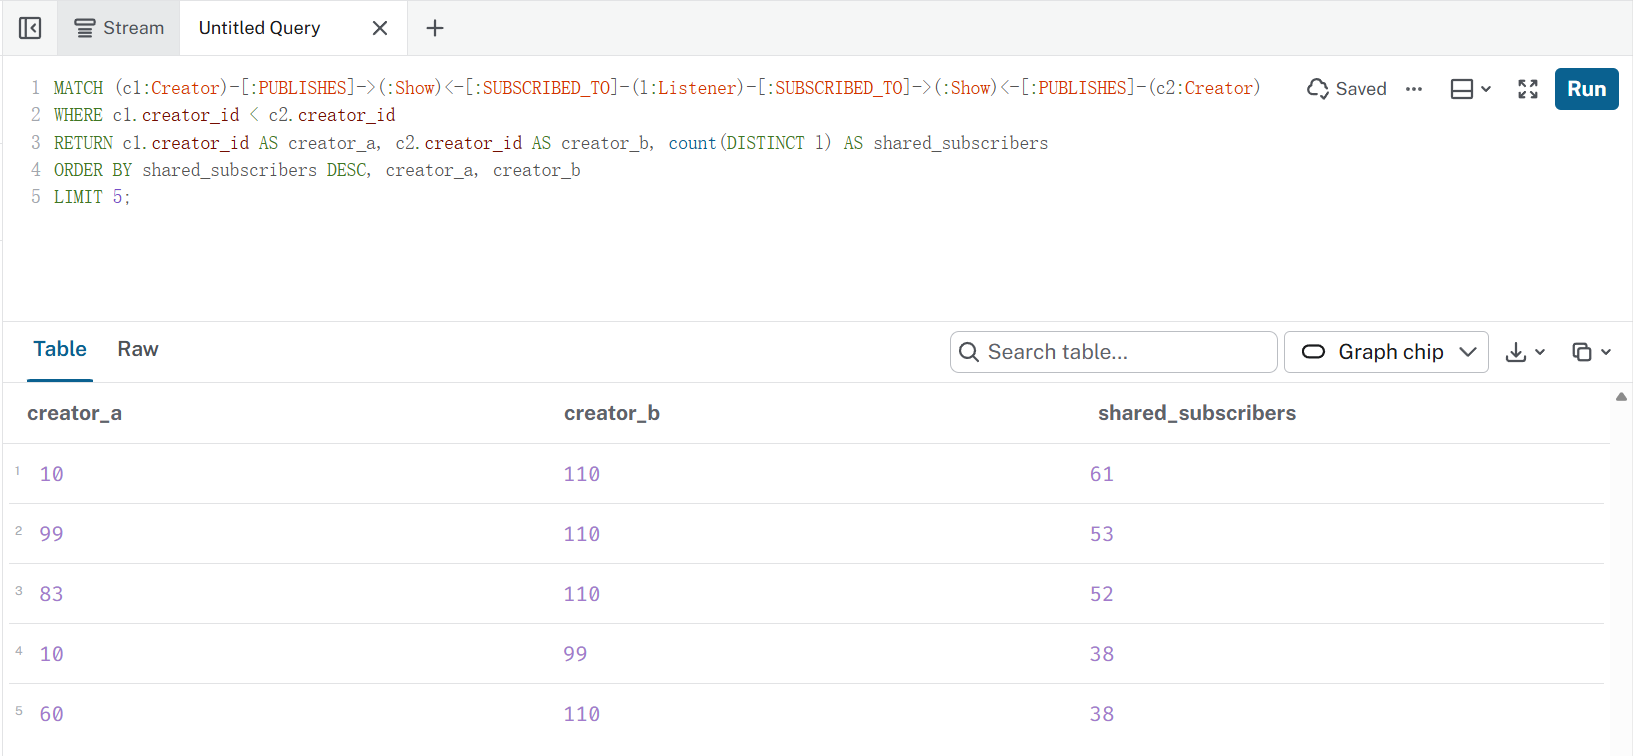 Stream Untitled Query
1 MATCH (c1:Creator)-[:PUBLISHES]->(:Show)<-[:SUBSCRIBED_TO]-(l:Listener)-[:SUBSCRIBED_TO]->(:Show)<-[:PUBLISHES]-(c2:Creator)
Saved
Run
2 WHERE c1.creator_id < c2.creator_id
3 RETURN c1.creator_id AS creator_a, c2.creator_id AS creator_b, count(DISTINCT l) AS shared_subscribers
4 ORDER BY shared_subscribers DESC, creator_a, creator_b
5 LIMIT 5;
Table Raw Search table... Graph chip
creator_a creator_b shared_subscribers
1 10 110 61
2 99 110 53
3 83 110 52
4 10 99 38
5 60 110 38